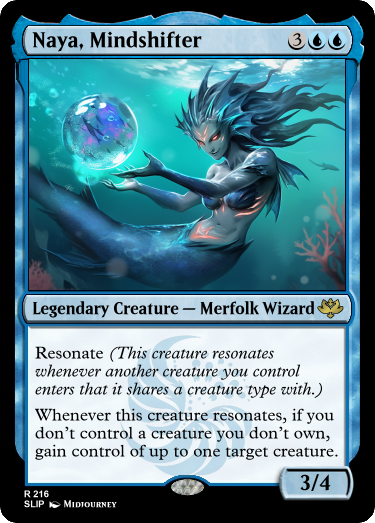 Naya, Mindshifter 3
Legendary Creature — Merfolk Wizard
Resonate (This creature resonates
whenever another creature you control
enters that it shares a creature type with.)
Whenever this creature resonates, if you
don't control a creature you don't own,
gain control of up to one target creature.
3/4
R 216
SLIP Midjourney